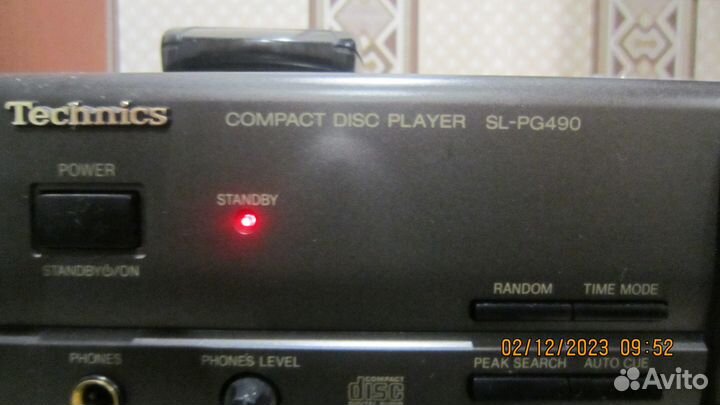 Technics
COMPACT DISC PLAYER SL-PG490
POWER
STANDBY
STANDBY⏻/ON
RANDOM
TIME MODE
02/12/2023 09:52
PHONES
PHONES LEVEL
PEAK SEARCH
AUTO CUE
COMPACT
disc
DIGITAL AUDIO
Avito